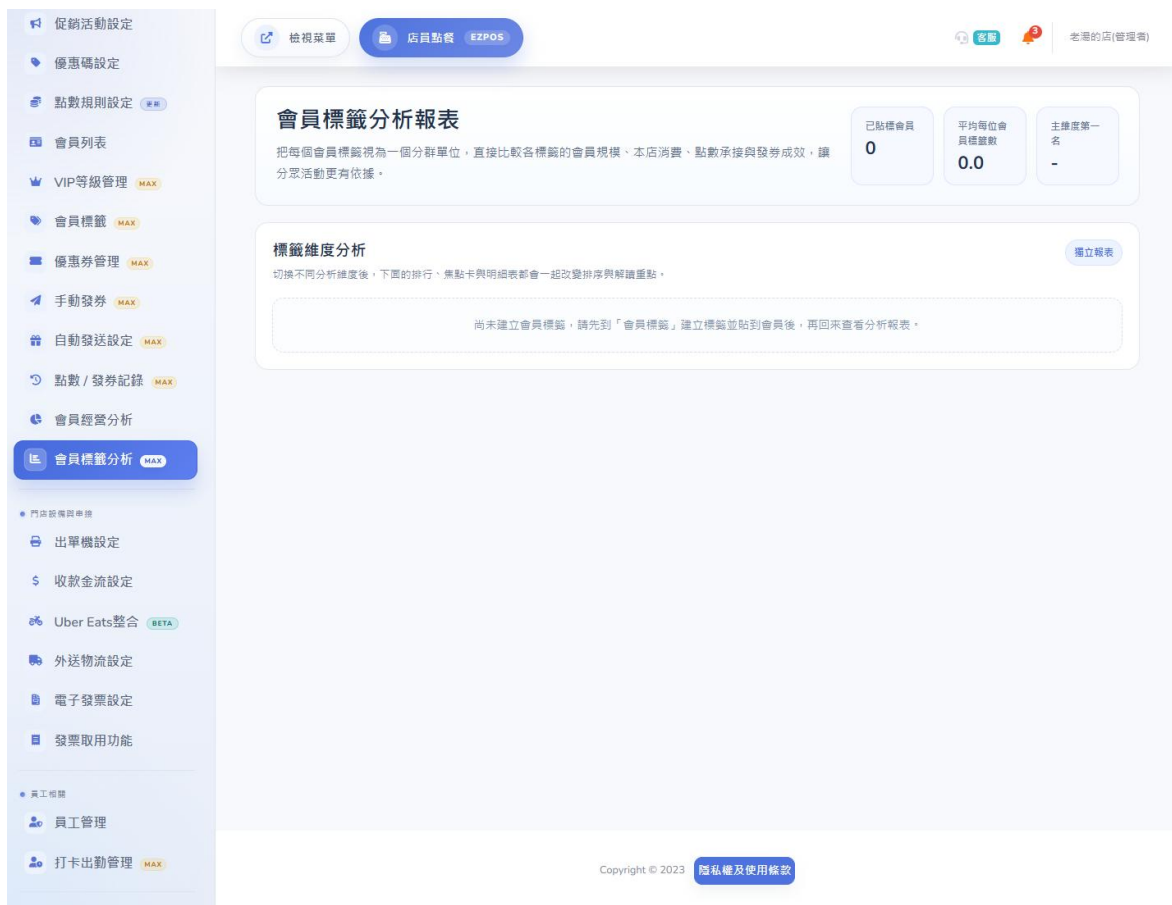 促銷活動設定
優惠碼設定
點數規則設定 更新
會員列表
VIP等級管理 MAX
會員標籤 MAX
優惠券管理 MAX
手動發券 MAX
自動發送設定 MAX
點數 / 發券記錄 MAX
會員經營分析
會員標籤分析 MAX
門店設備與串接
出單機設定
收款金流設定
Uber Eats整合 BETA
外送物流設定
電子發票設定
發票取用功能
員工相關
員工管理
打卡出勤管理 MAX
檢視菜單
店員點餐 EZPOS
客服
3
老湯的店(管理者)
會員標籤分析報表
把每個會員標籤視為一個分群單位，直接比較各標籤的會員規模、本店消費、點數承接與發券成效，讓
分眾活動更有依據。
已貼標會員
0
平均每位會
員標籤數
0.0
主維度第一
名
-
標籤維度分析
獨立報表
切換不同分析維度後，下面的排行、焦點卡與明細表都會一起改變排序與解讀重點。
尚未建立會員標籤，請先到「會員標籤」建立標籤並貼到會員後，再回來查看分析報表。
Copyright © 2023 隱私權及使用條款